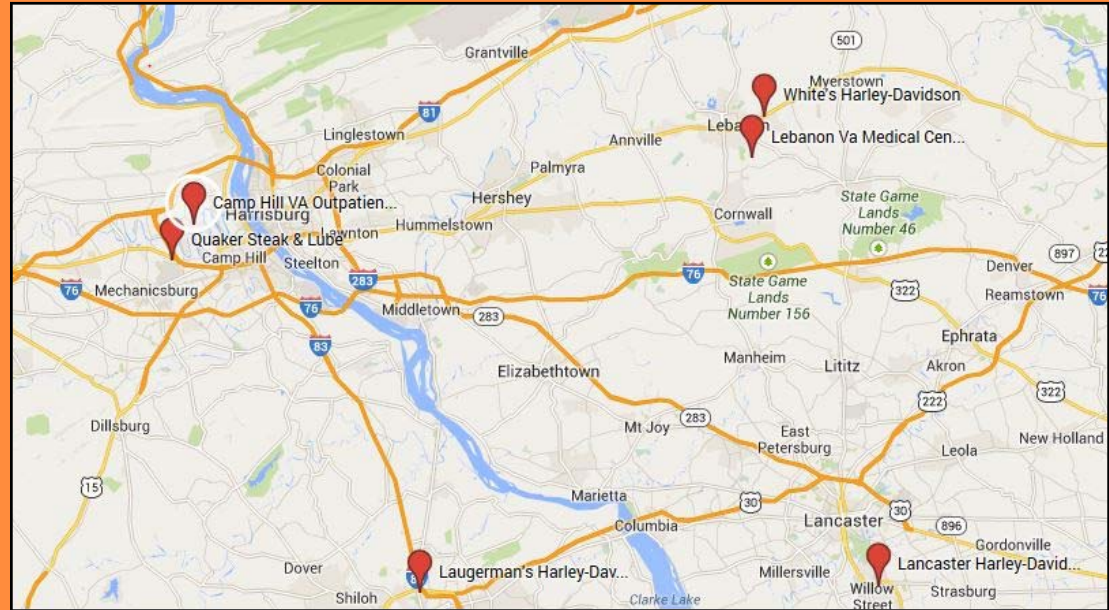 Grantville
501
Myerstown
White's Harley-Davidson
81
Linglestown
Annville
Lebanon
Lebanon Va Medical Cen...
Colonial
Park
Palmyra
Hershey
Camp Hill VA Outpatien...
Harrisburg
Hummelstown
Lawnton
Cornwall
State Game
Lands
Number 46
Quaker Steak & Lube
Camp Hill
Steelton
76
Mechanicsburg
283
76
76
State Game
Lands
Number 156
322
Denver
897
Reamstown
76
Middletown
283
83
Ephrata
Elizabethtown
Manheim
Lititz
Akron
322
222
Dillsburg
Mt Joy
283
East
Petersburg
Leola
New Holland
15
Marietta
30
Columbia
Lancaster
30
896
Gordonville
Dover
Laugerman's Harley-Dav...
Millersville
Lancaster Harley-David...
Shiloh
Clarke Lake
Willow
Street
Strasburg